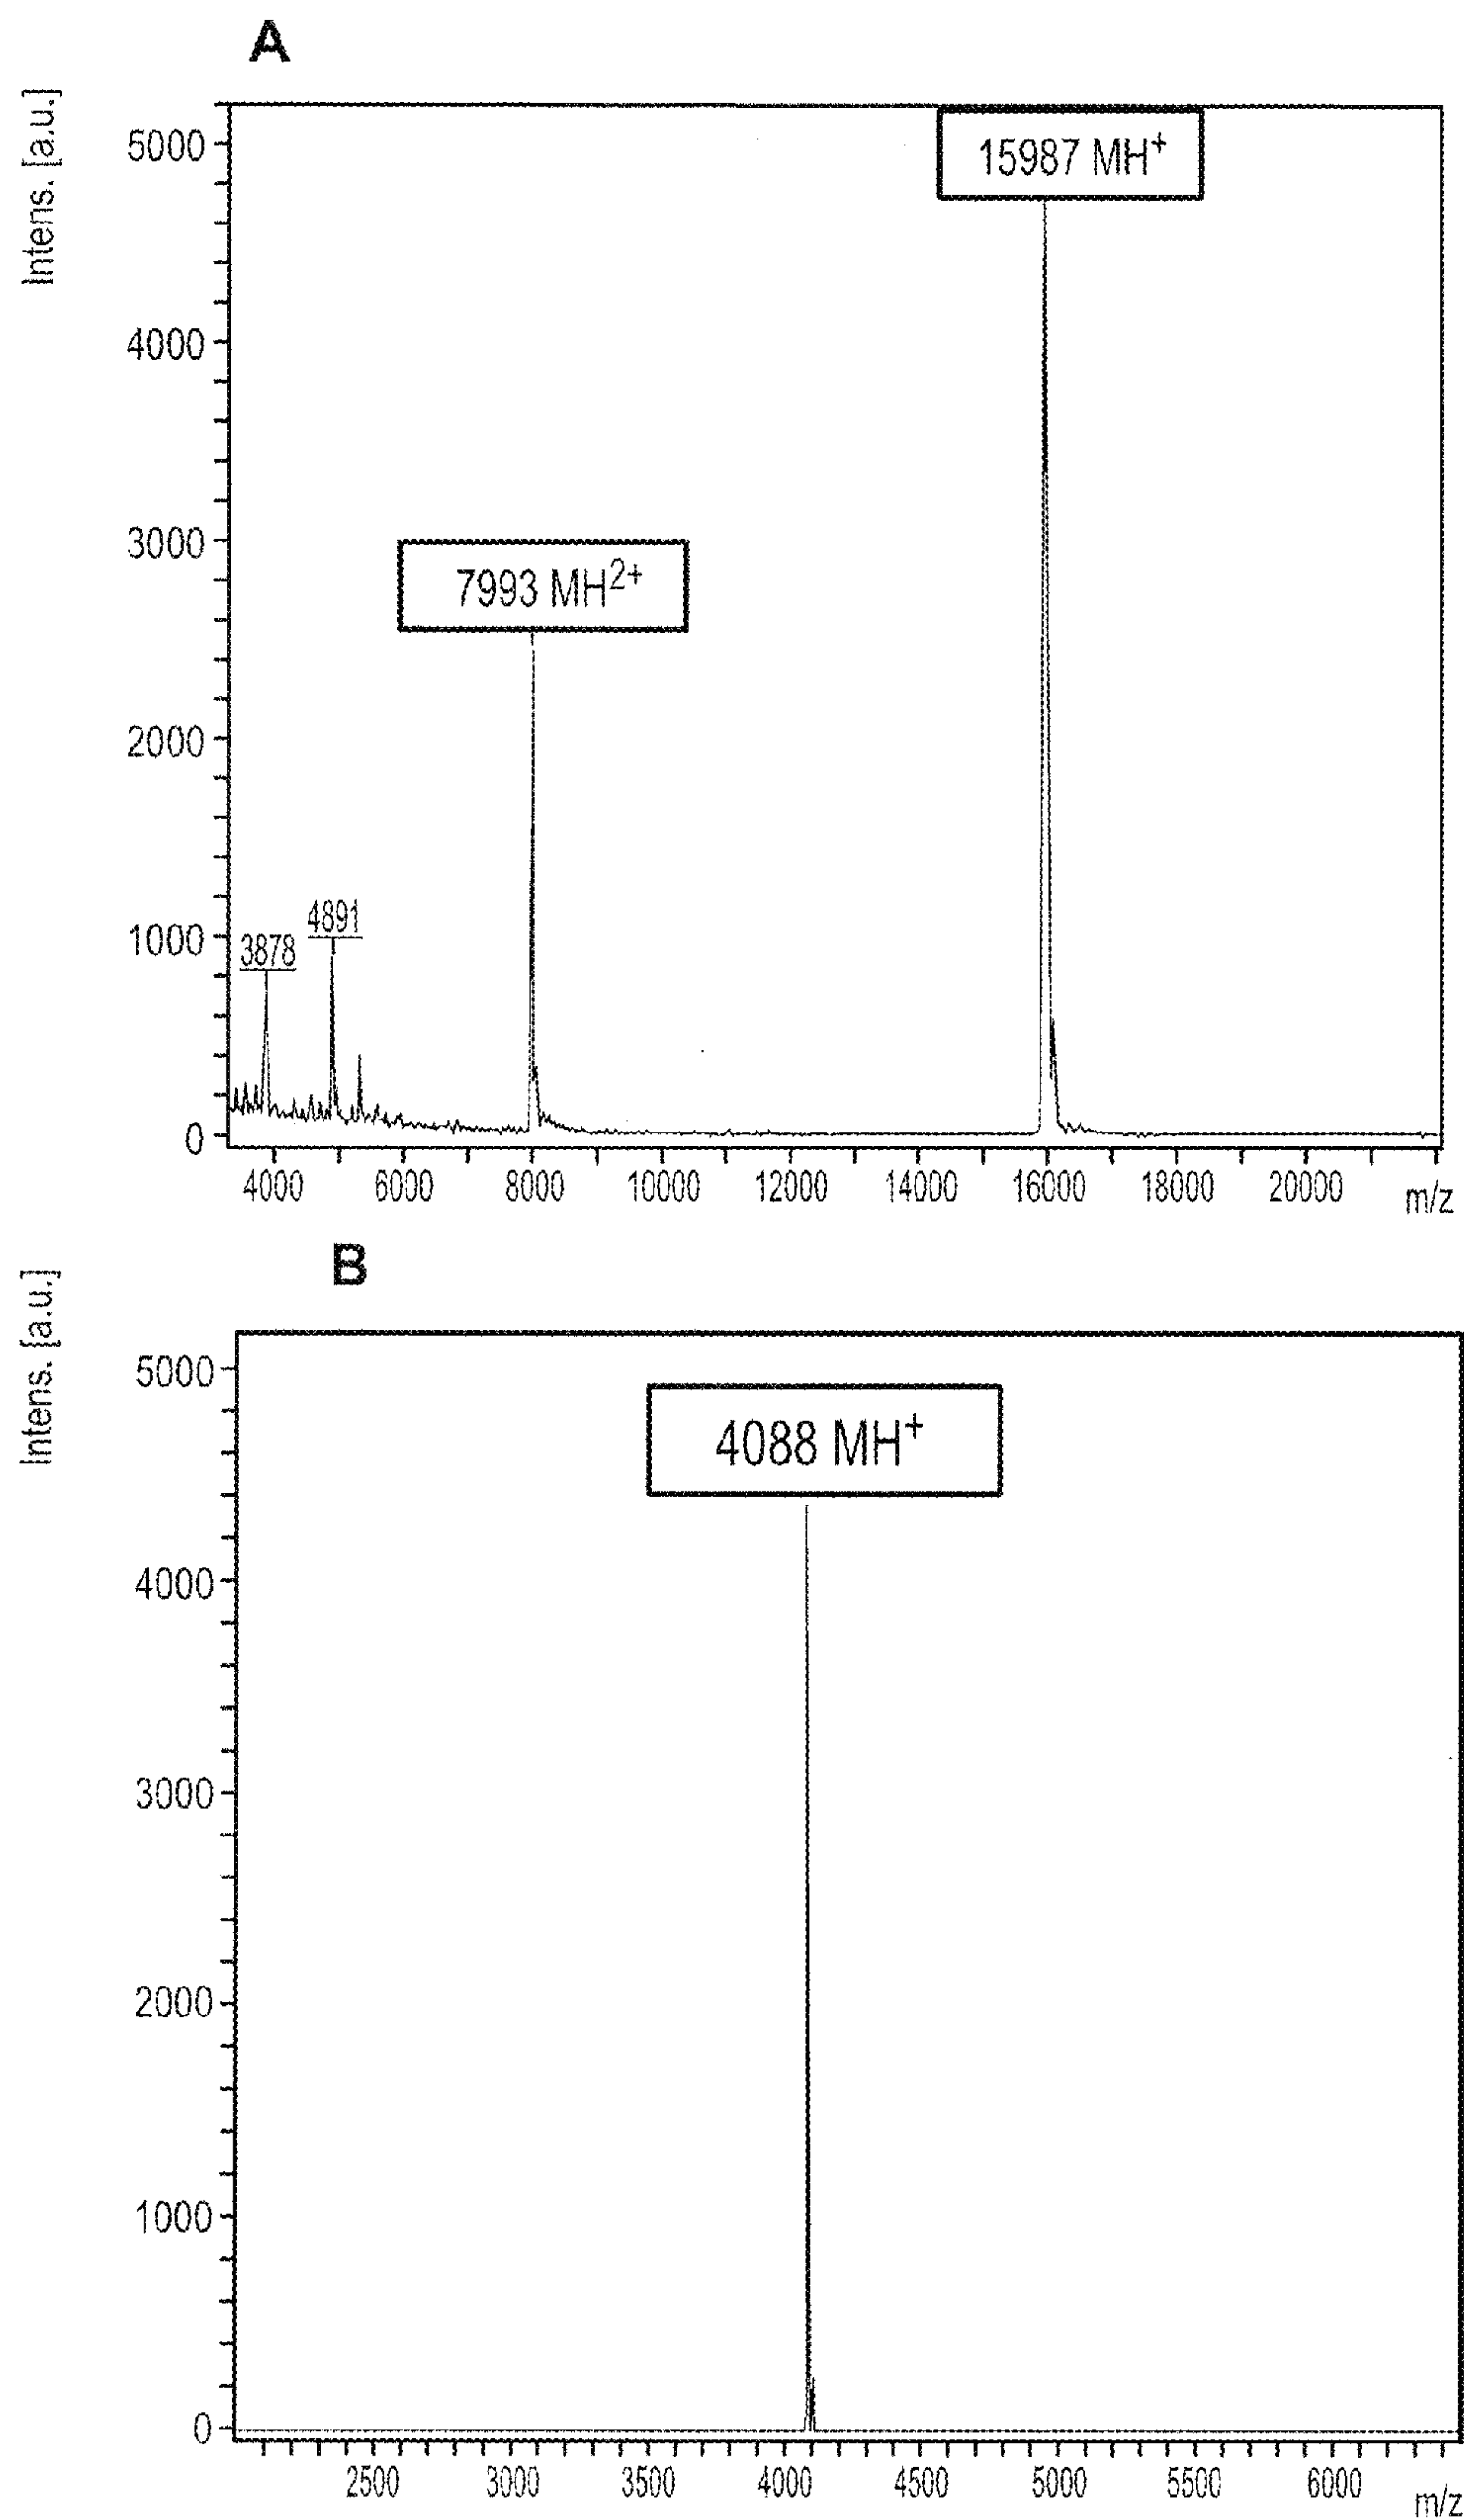 A
Intens. [a.u.]
5000
15987 MH⁺
4000
3000
7993 MH²⁺
2000
1000
4891
3878
0
4000 6000 8000 10000 12000 14000 16000 18000 20000 m/z
B
Intens. [a.u.]
5000
4088 MH⁺
4000
3000
2000
1000
0
2500 3000 3500 4000 4500 5000 5500 6000 m/z